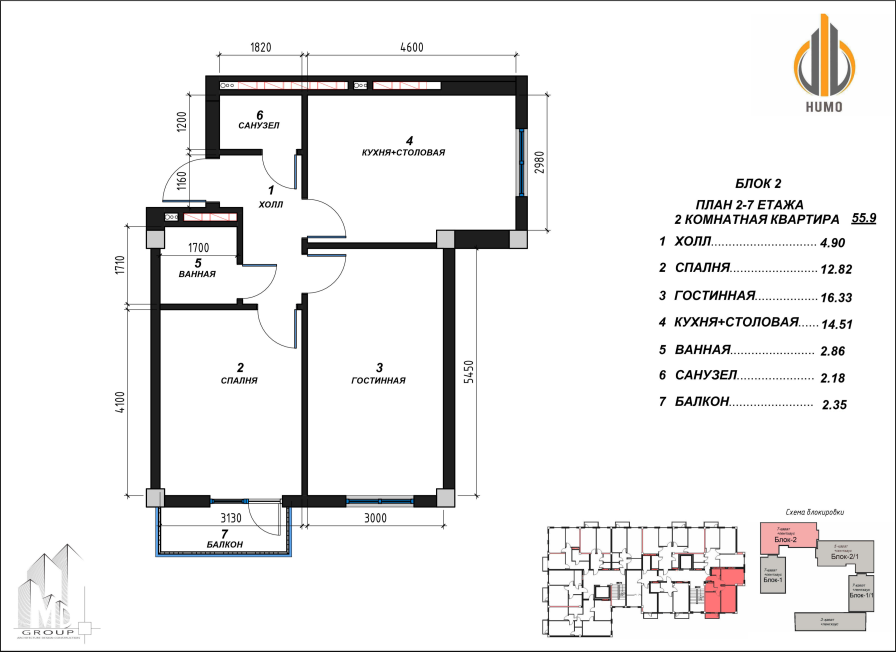 1820
4600
HUMO
6
САНУЗЕЛ
1200
4
КУХНЯ+СТОЛОВАЯ
2980
1160
1
ХОЛЛ
БЛОК 2
ПЛАН 2-7 ЕТАЖА
2 КОМНАТНАЯ КВАРТИРА 55.9
1 ХОЛЛ........................ 4.90
2 СПАЛНЯ................... 12.82
3 ГОСТИННАЯ.............. 16.33
4 КУХНЯ+СТОЛОВАЯ...... 14.51
5 ВАННАЯ.................... 2.86
6 САНУЗЕЛ................... 2.18
7 БАЛКОН..................... 2.35
1700
5
ВАННАЯ
1710
2
СПАЛНЯ
3
ГОСТИННАЯ
4100
5450
3130
3000
7
БАЛКОН
Схема блокировки
Блок-2
Блок-2/1
Блок-1
Блок-1/1
GROUP